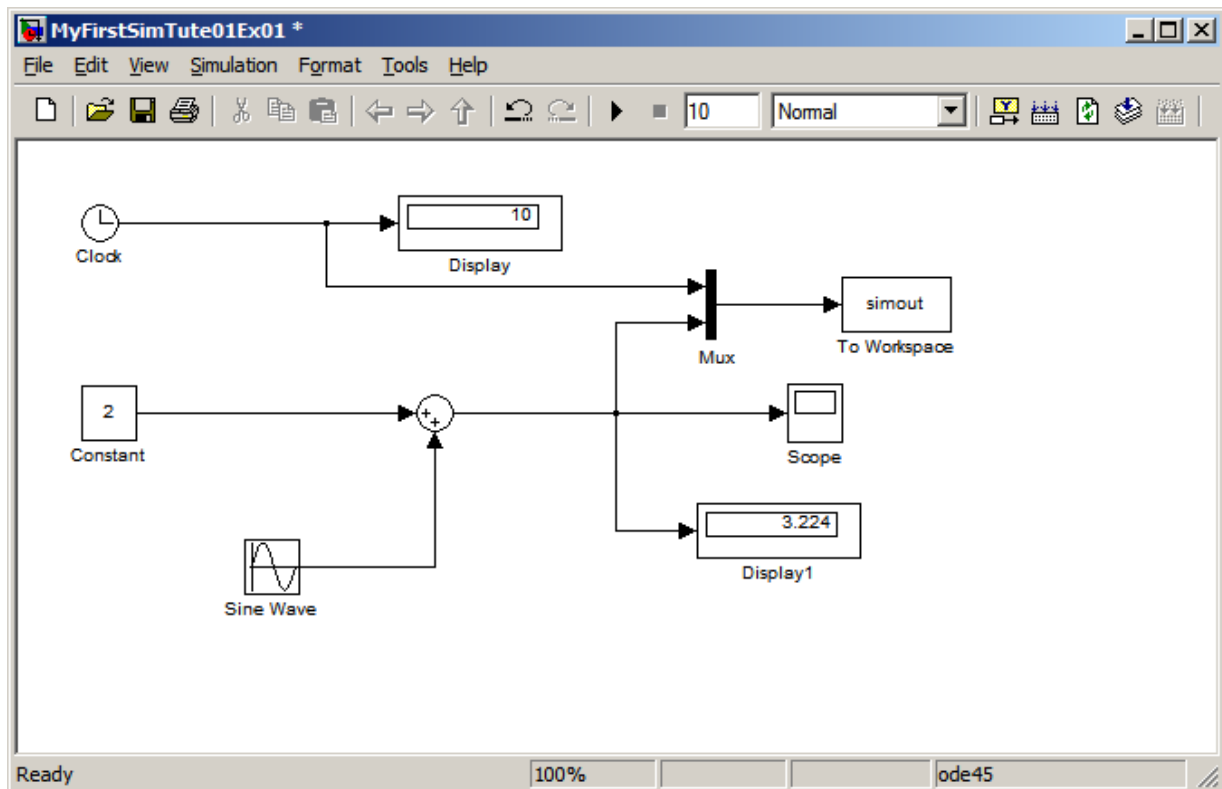 MyFirstSimTute01Ex01 *
File Edit View Simulation Format Tools Help
10 Normal
10
Clock
Display
simout
Mux
To Workspace
2
Constant
Scope
3.224
Display1
Sine Wave
Ready 100% ode45